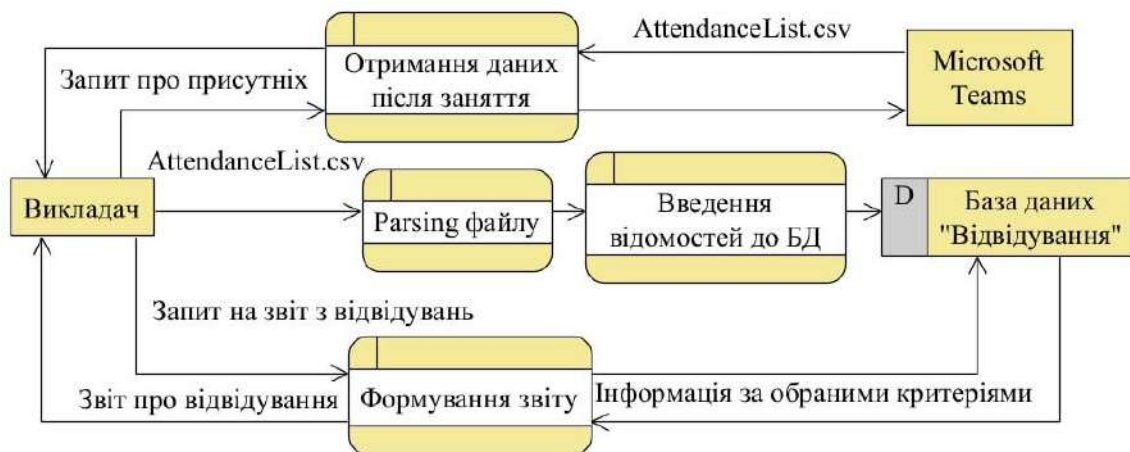 AttendanceList.csv
Отримання даних
після заняття
Microsoft
Teams
Запит про присутніх
AttendanceList.csv
Викладач
Parsing файлу
Введення
відомостей до БД
D
База даних
"Відвідування"
Запит на звіт з відвідувань
Звіт про відвідування
Формування звіту
Інформація за обраними критеріями